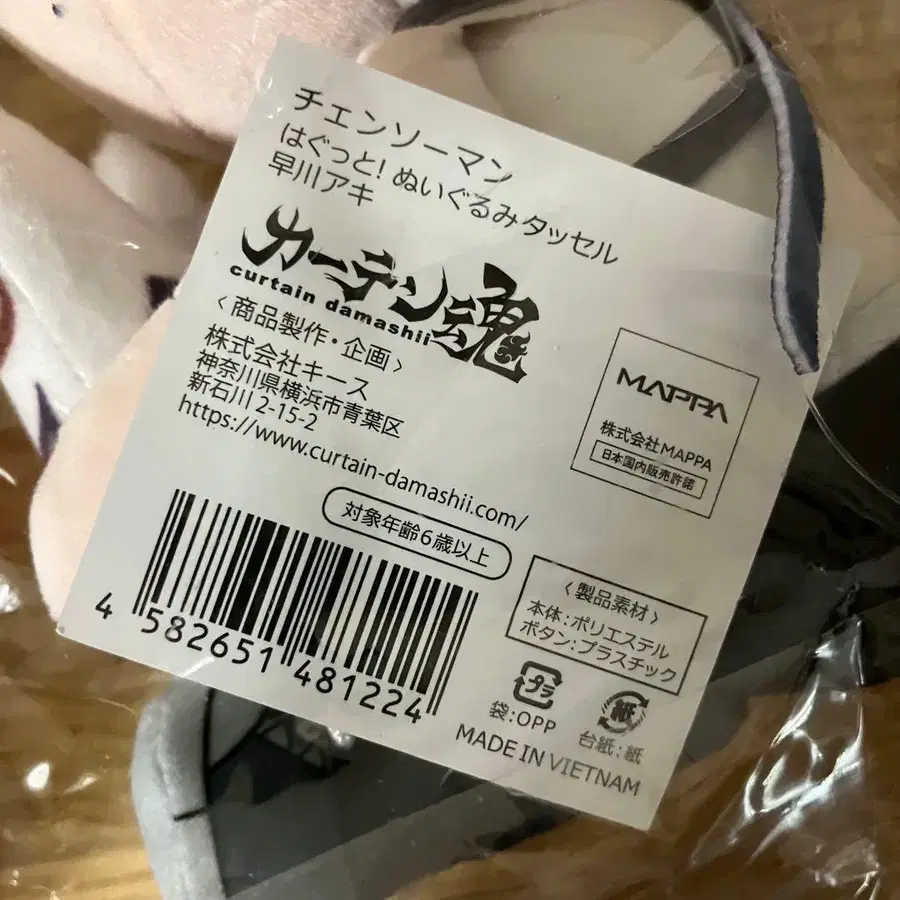 チェンソーマン
はぐっと！ぬいぐるみタッセル
早川アキ
カーテン魂
curtain damashii
〈商品製作・企画〉
株式会社キース
神奈川県横浜市青葉区
新石川2-15-2
https://www.curtain-damashii.com/
対象年齢6歳以上
MAPPA
株式会社MAPPA
日本国内販売許諾
〈製品素材〉
本体：ポリエステル
ボタン：プラスチック
プラ
袋：OPP
紙
台紙：紙
MADE IN VIETNAM
4 582651 481224